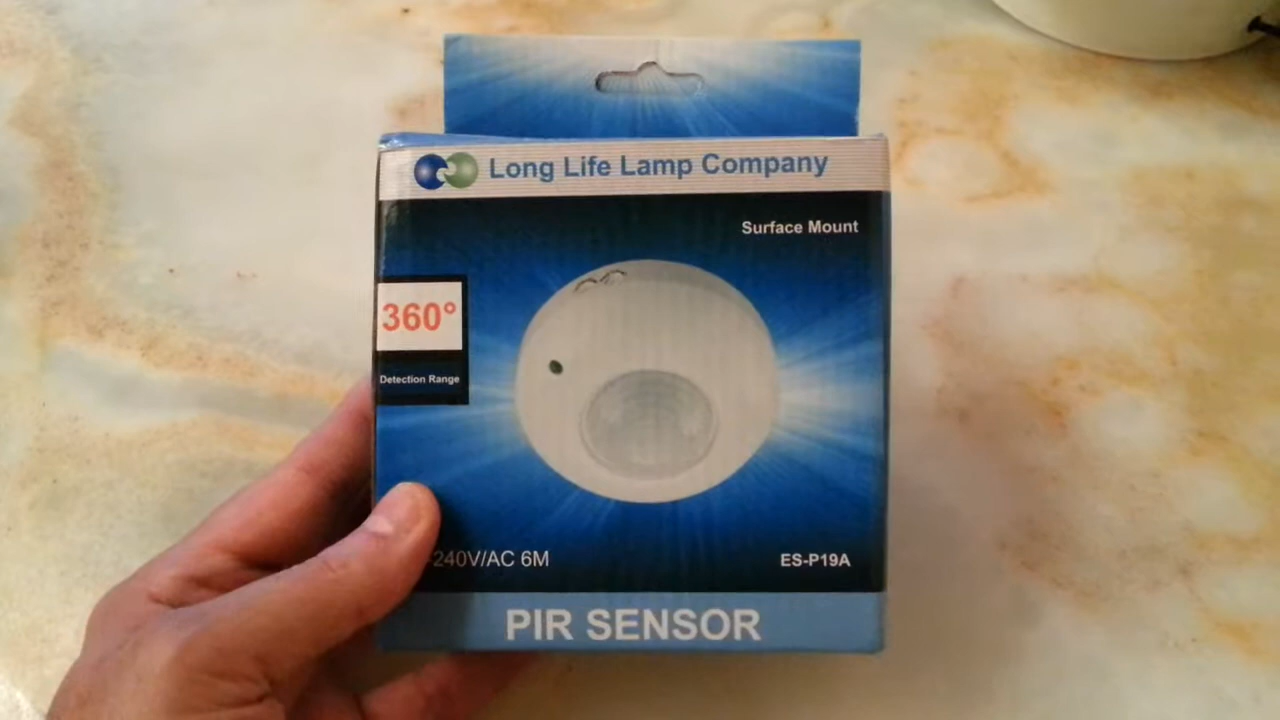 Long Life Lamp Company
Surface Mount
360°
Detection Range
-240V/AC 6M
ES-P19A
PIR SENSOR